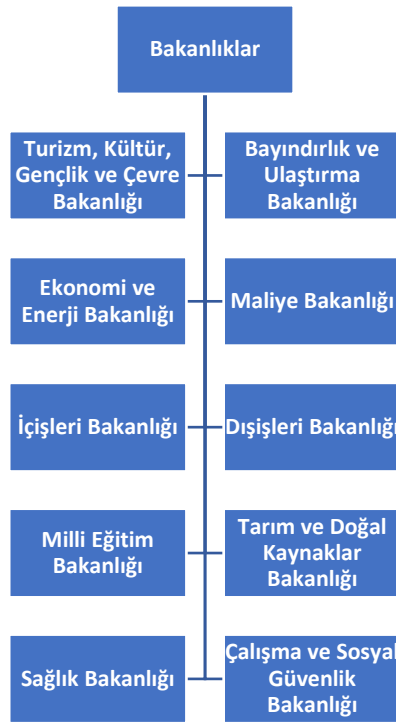 Bakanlıklar
Turizm, Kültür,
Gençlik ve Çevre
Bakanlığı
Bayındırlık ve
Ulaştırma
Bakanlığı
Ekonomi ve
Enerji Bakanlığı
Maliye Bakanlığı
İçişleri Bakanlığı
Dışişleri Bakanlığı
Milli Eğitim
Bakanlığı
Tarım ve Doğal
Kaynaklar
Bakanlığı
Sağlık Bakanlığı
Çalışma ve Sosyal
Güvenlik
Bakanlığı